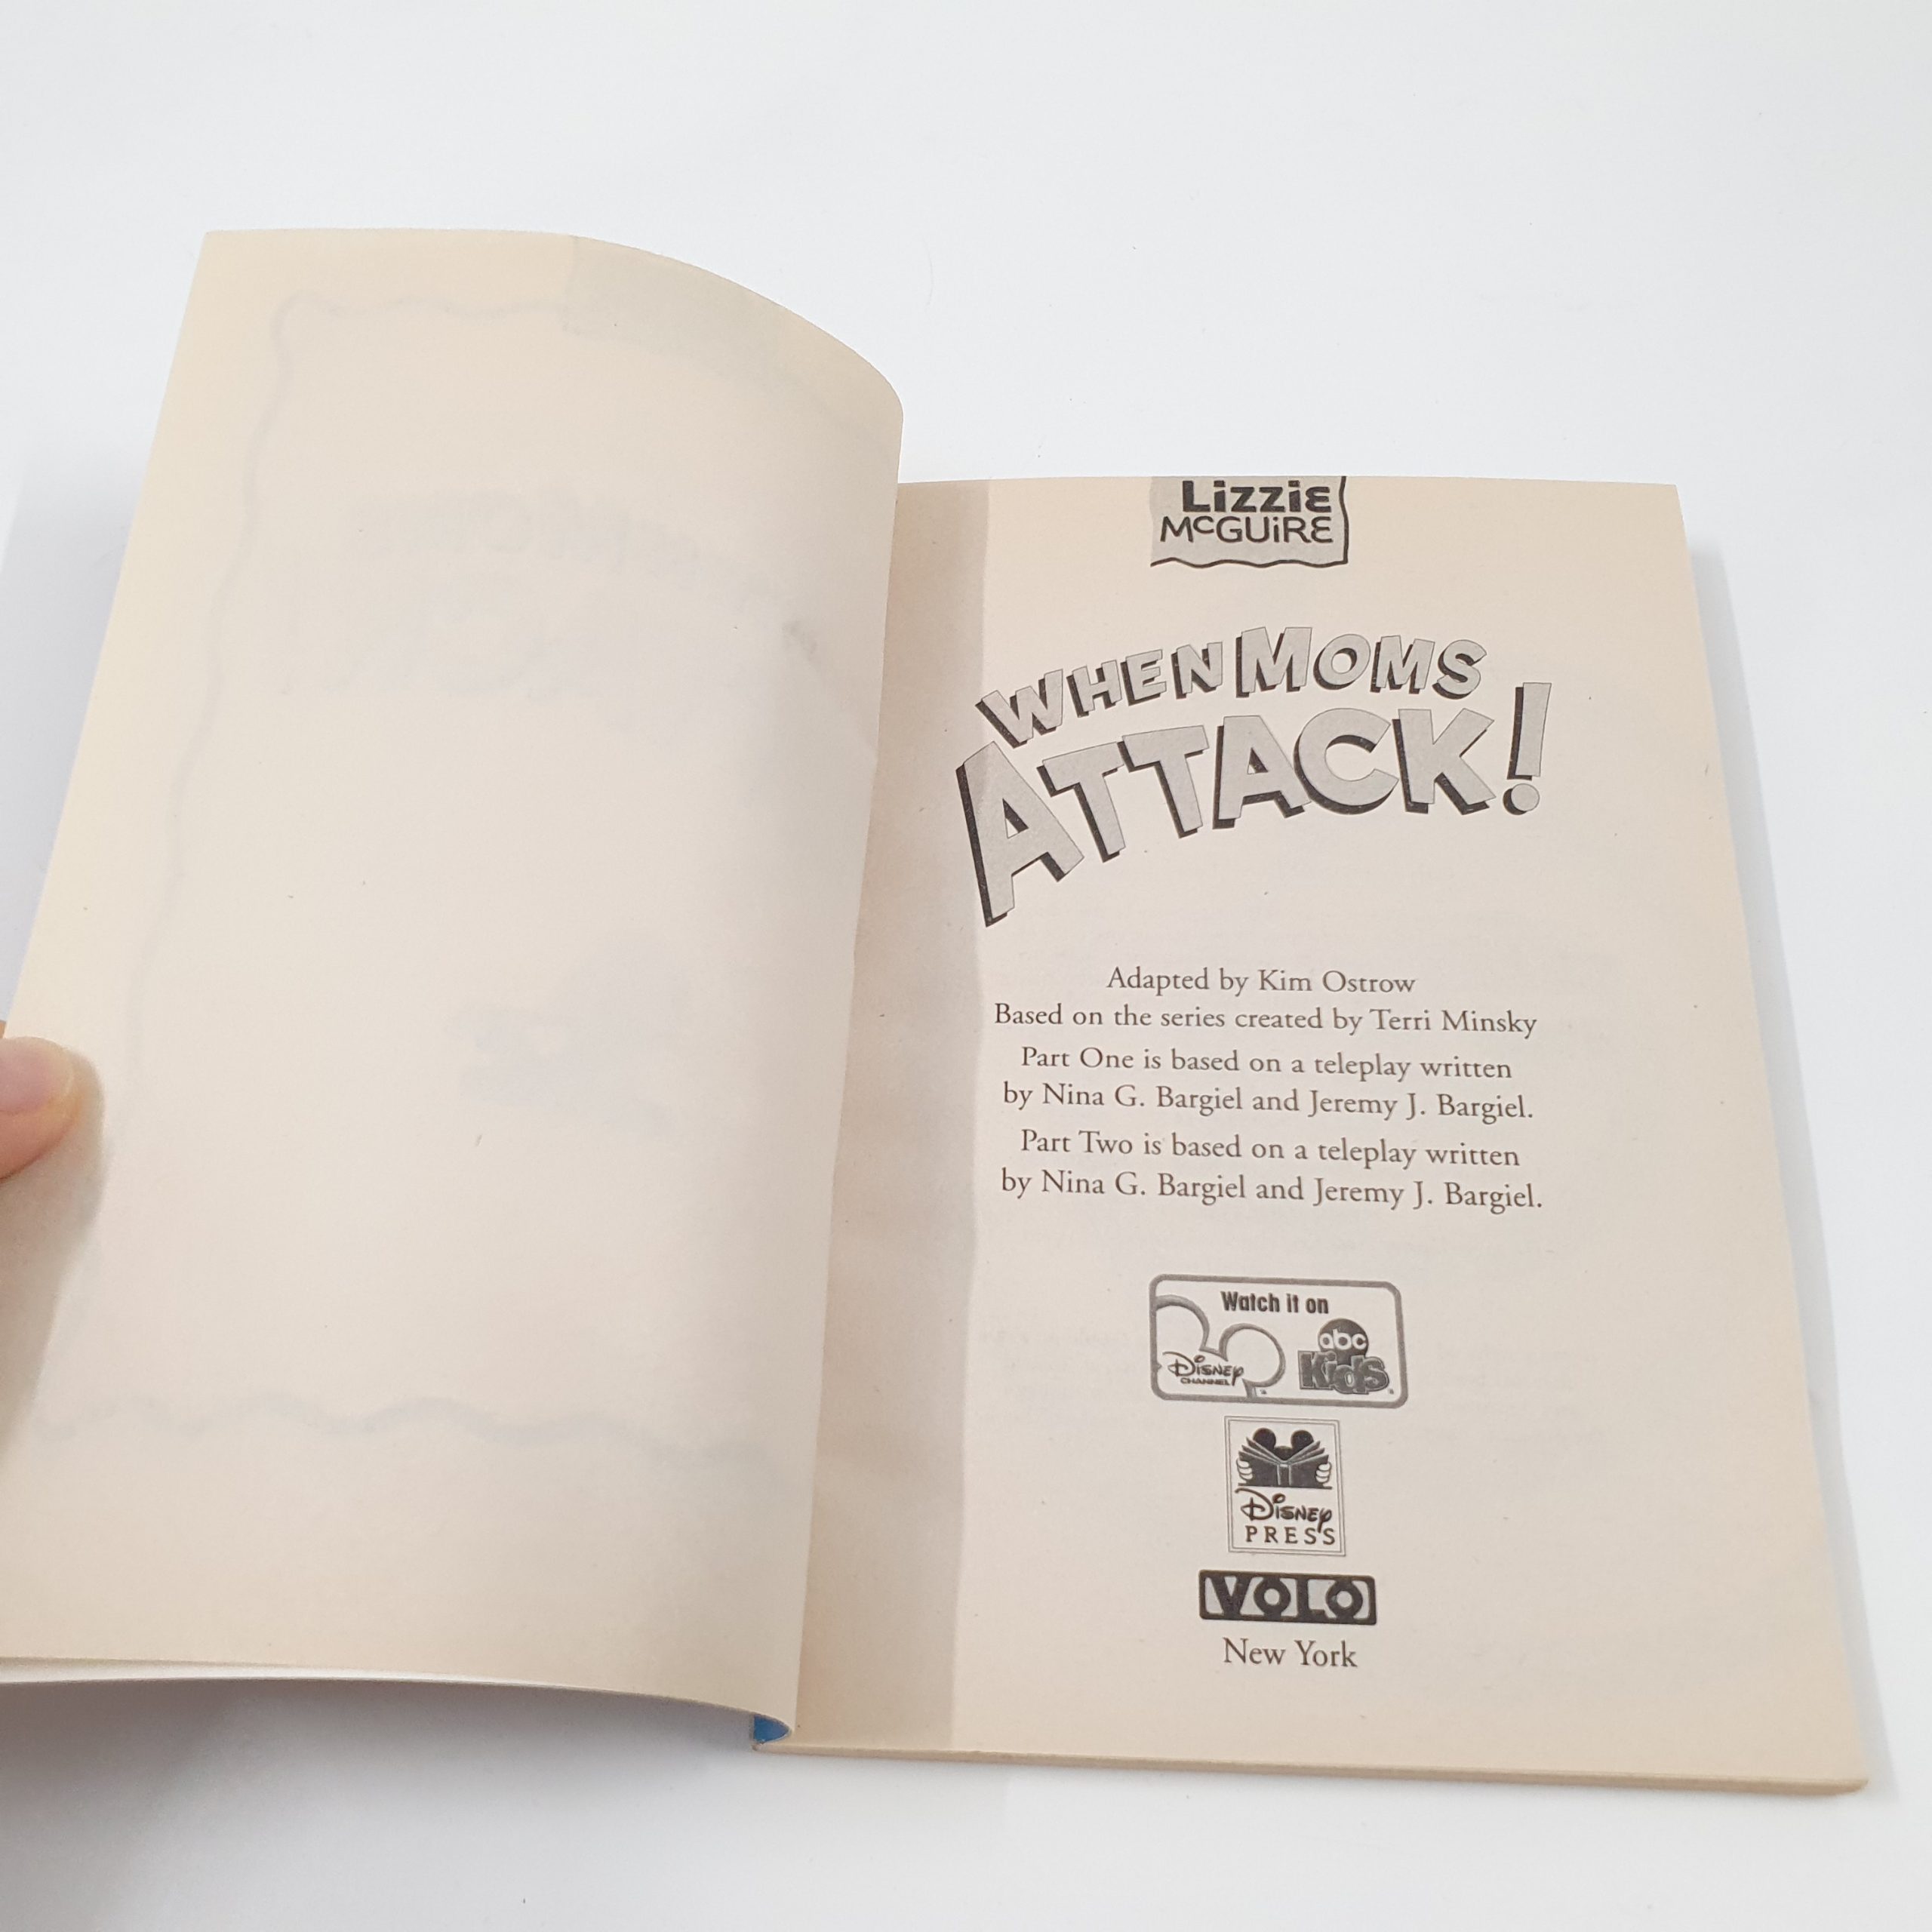 Lizzie
McGuire
When Moms
Attack!
Adapted by Kim Ostrow
Based on the series created by Terri Minsky
Part One is based on a teleplay written
by Nina G. Bargiel and Jeremy J. Bargiel.
Part Two is based on a teleplay written
by Nina G. Bargiel and Jeremy J. Bargiel.
Watch it on
Disney
CHANNEL
abc
Kids
Disney
PRESS
VOLO
New York